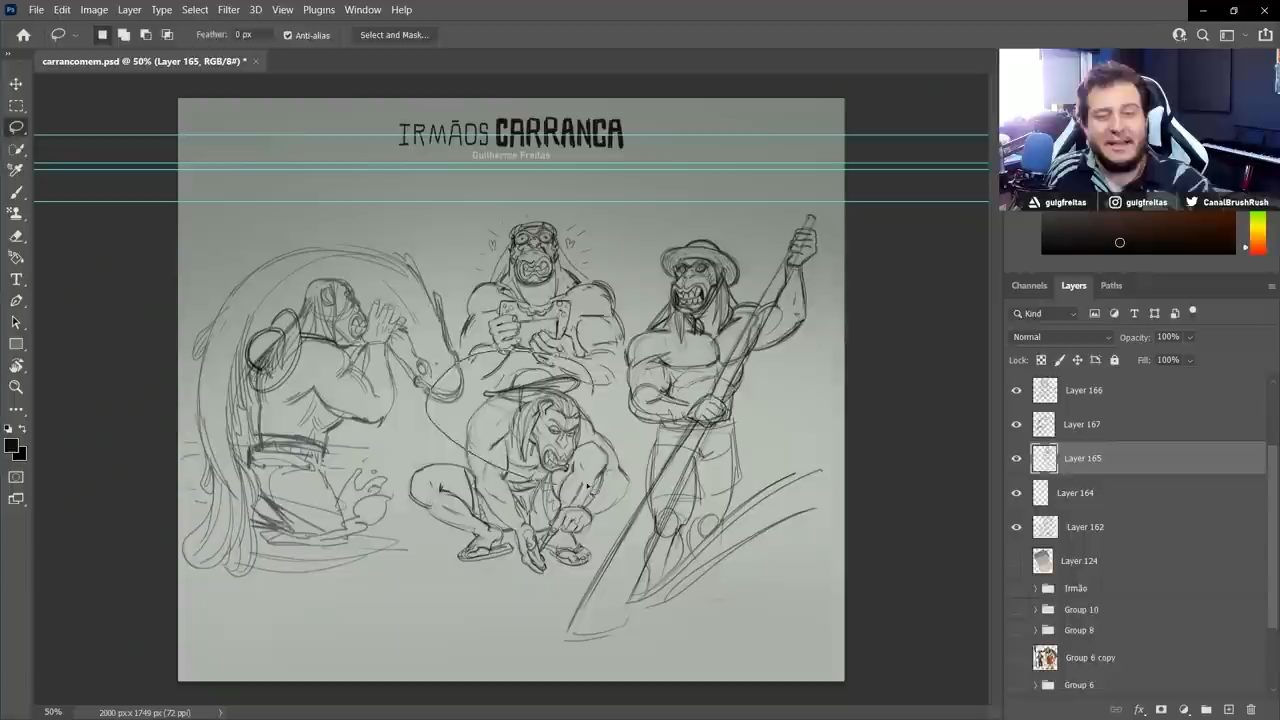 File Edit Image Layer Type Select Filter 3D View Plugins Window Help
Feather: 0 px Anti-alias Select and Mask...
carrancomem.psd @ 50% (Layer 165, RGB/8#) *
IRMÃOS CARRANCA
Guilherme Freitas
guigfreitas guigfreitas CanalBrushRush
Channels Layers Paths
Kind
Normal Opacity: 100%
Lock: Fill: 100%
Layer 166
Layer 167
Layer 165
Layer 164
Layer 162
Layer 124
Irmão
Group 10
Group 8
Group 6 copy
Group 6
50% 2000 px x 1749 px (72 ppi)